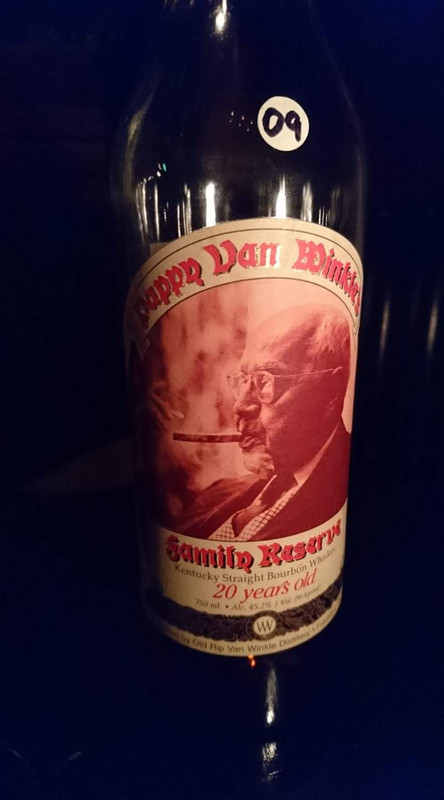 09
Pappy Van Winkle's
Family Reserve
Kentucky Straight Bourbon Whiskey
20 years old
750 ml. • Alc. 45.2% / Vol. (90.4 proof)
VW
by Old Rip Van Winkle Distillery •